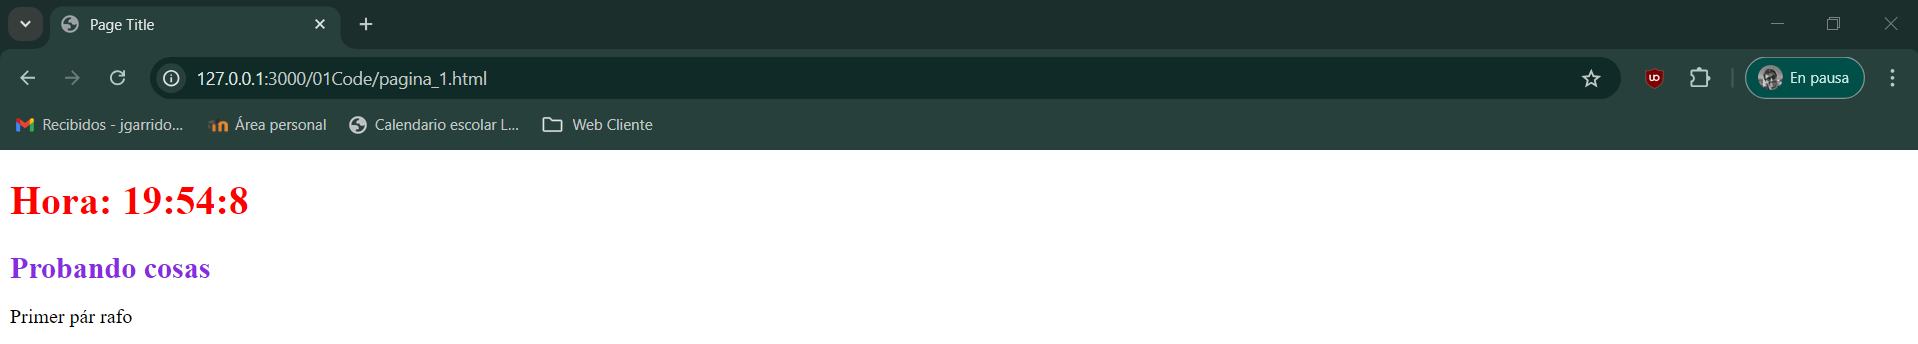 Page Title
127.0.0.1:3000/01Code/pagina_1.html
En pausa
Recibidos - jgarrido... Área personal Calendario escolar L... Web Cliente
Hora: 19:54:8
Probando cosas
Primer pár rafo